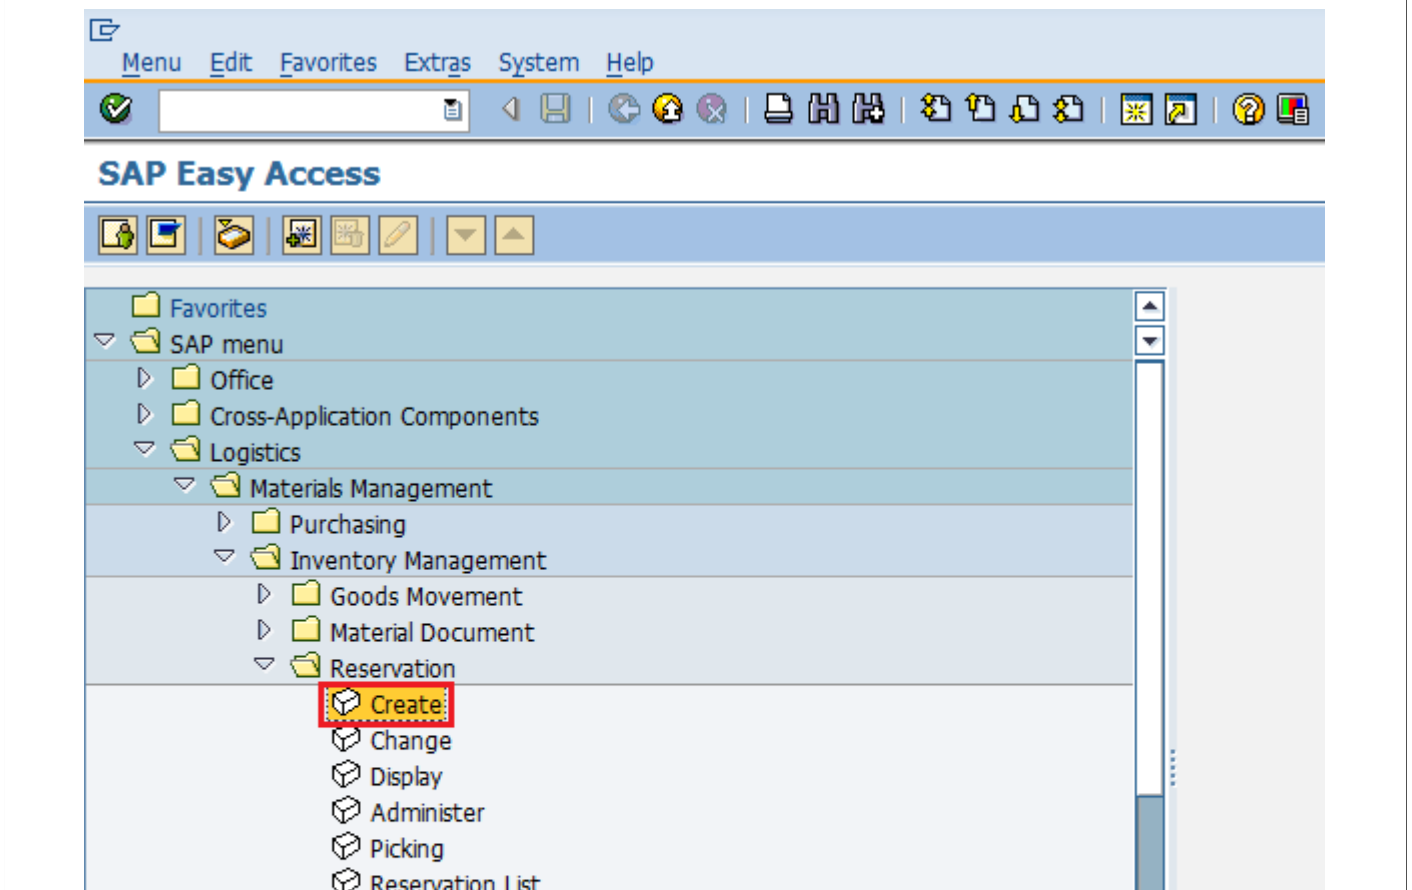 Menu Edit Favorites Extras System Help
SAP Easy Access
Favorites
SAP menu
Office
Cross-Application Components
Logistics
Materials Management
Purchasing
Inventory Management
Goods Movement
Material Document
Reservation
Create
Change
Display
Administer
Picking
Reservation List